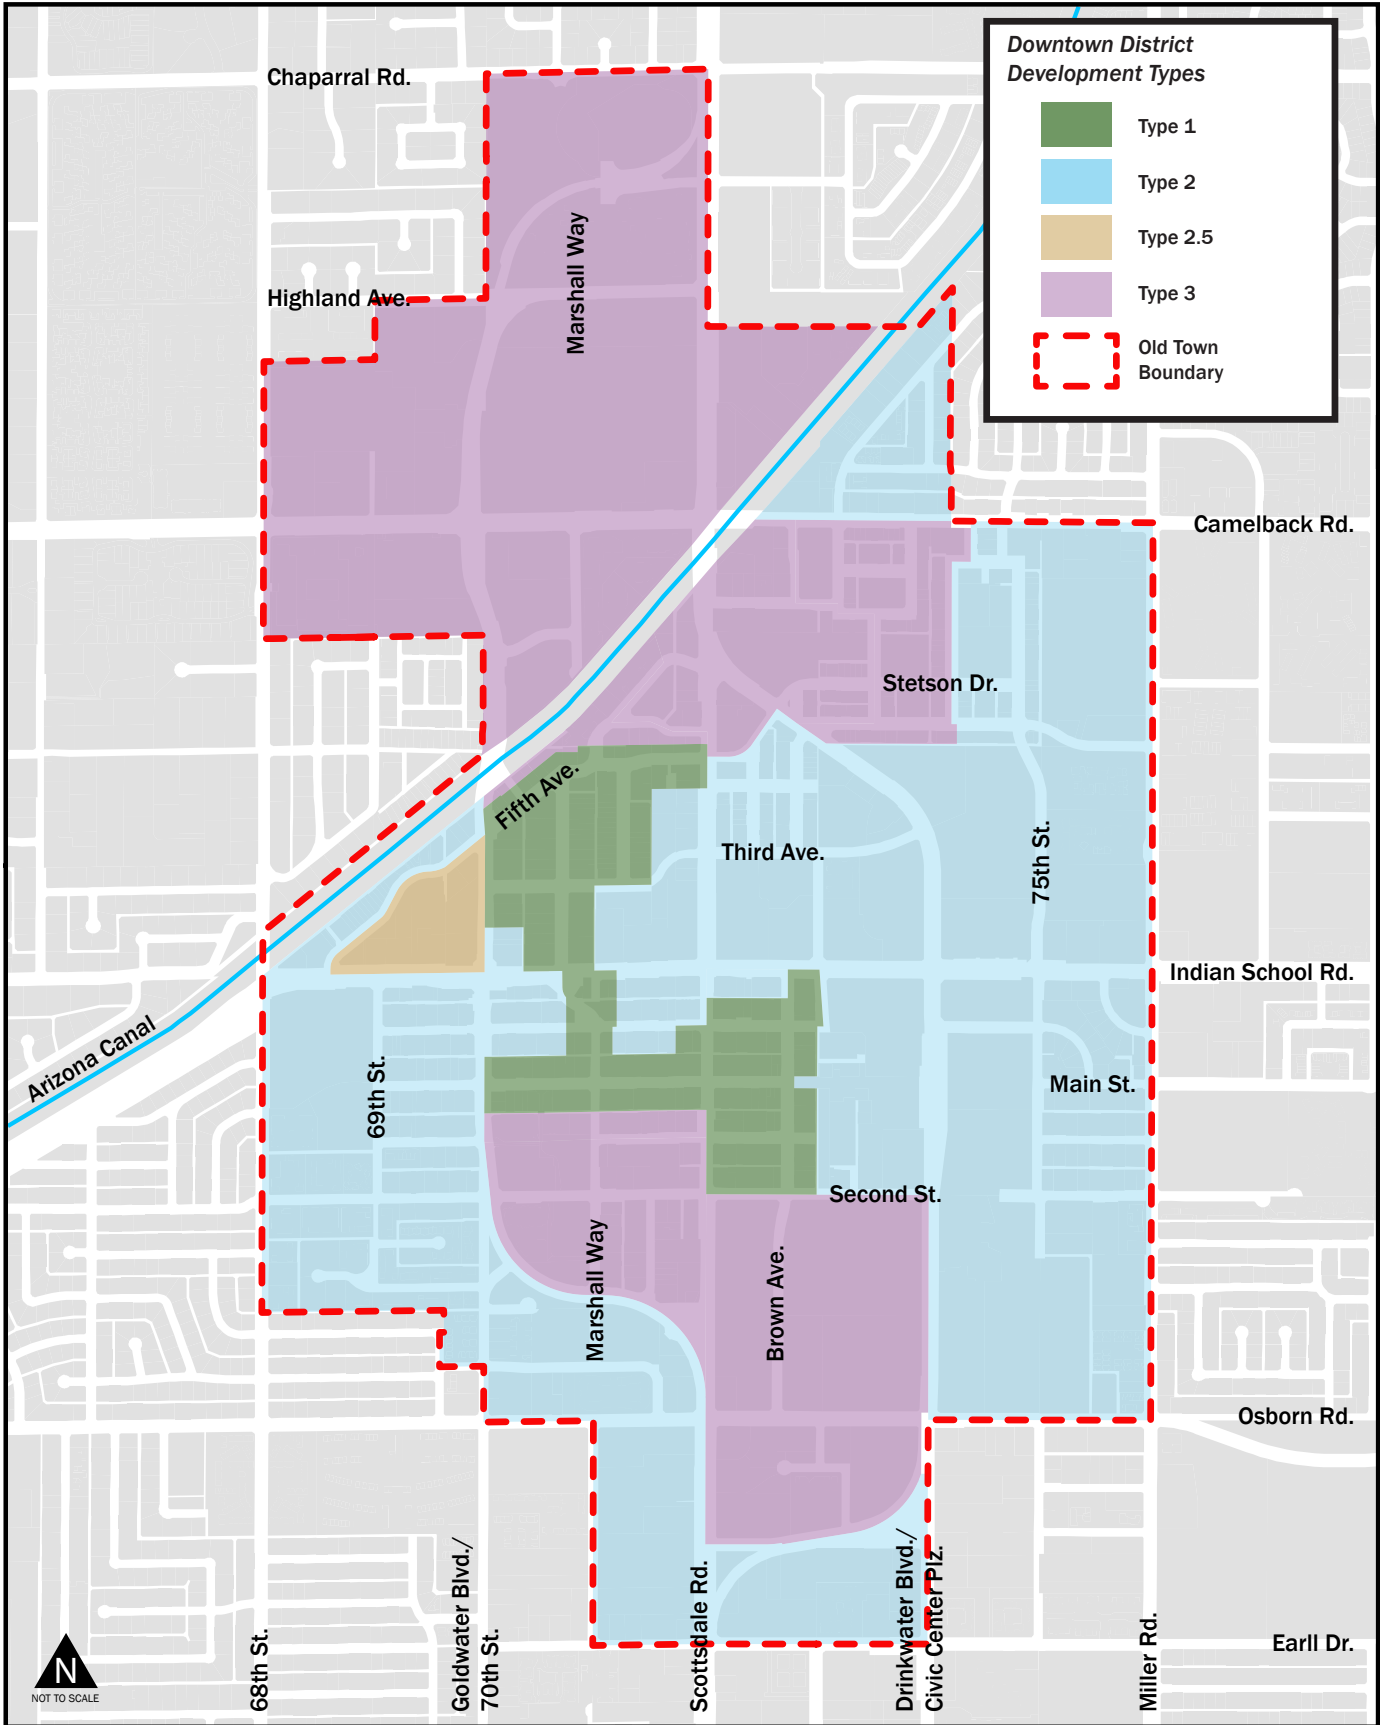 Downtown District
Development Types
Type 1
Type 2
Type 2.5
Type 3
Old Town
Boundary
Chaparral Rd.
Marshall Way
Highland Ave.
Camelback Rd.
Stetson Dr.
Fifth Ave.
Third Ave.
75th St.
Indian School Rd.
Arizona Canal
69th St.
Main St.
Second St.
Marshall Way
Brown Ave.
Osborn Rd.
Earll Dr.
68th St.
Goldwater Blvd./
70th St.
Scottsdale Rd.
Drinkwater Blvd./
Civic Center Plz.
Miller Rd.
N
NOT TO SCALE